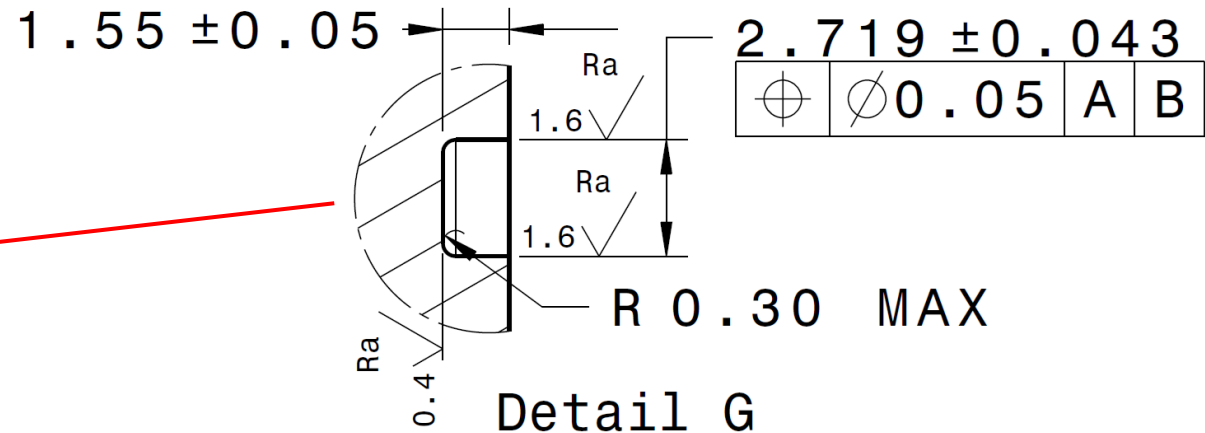 1.55 ±0.05
2.719 ±0.043
⌖ ∅0.05 A B
Ra
1.6
Ra
1.6
R 0.30 MAX
Ra
0.4
Detail G